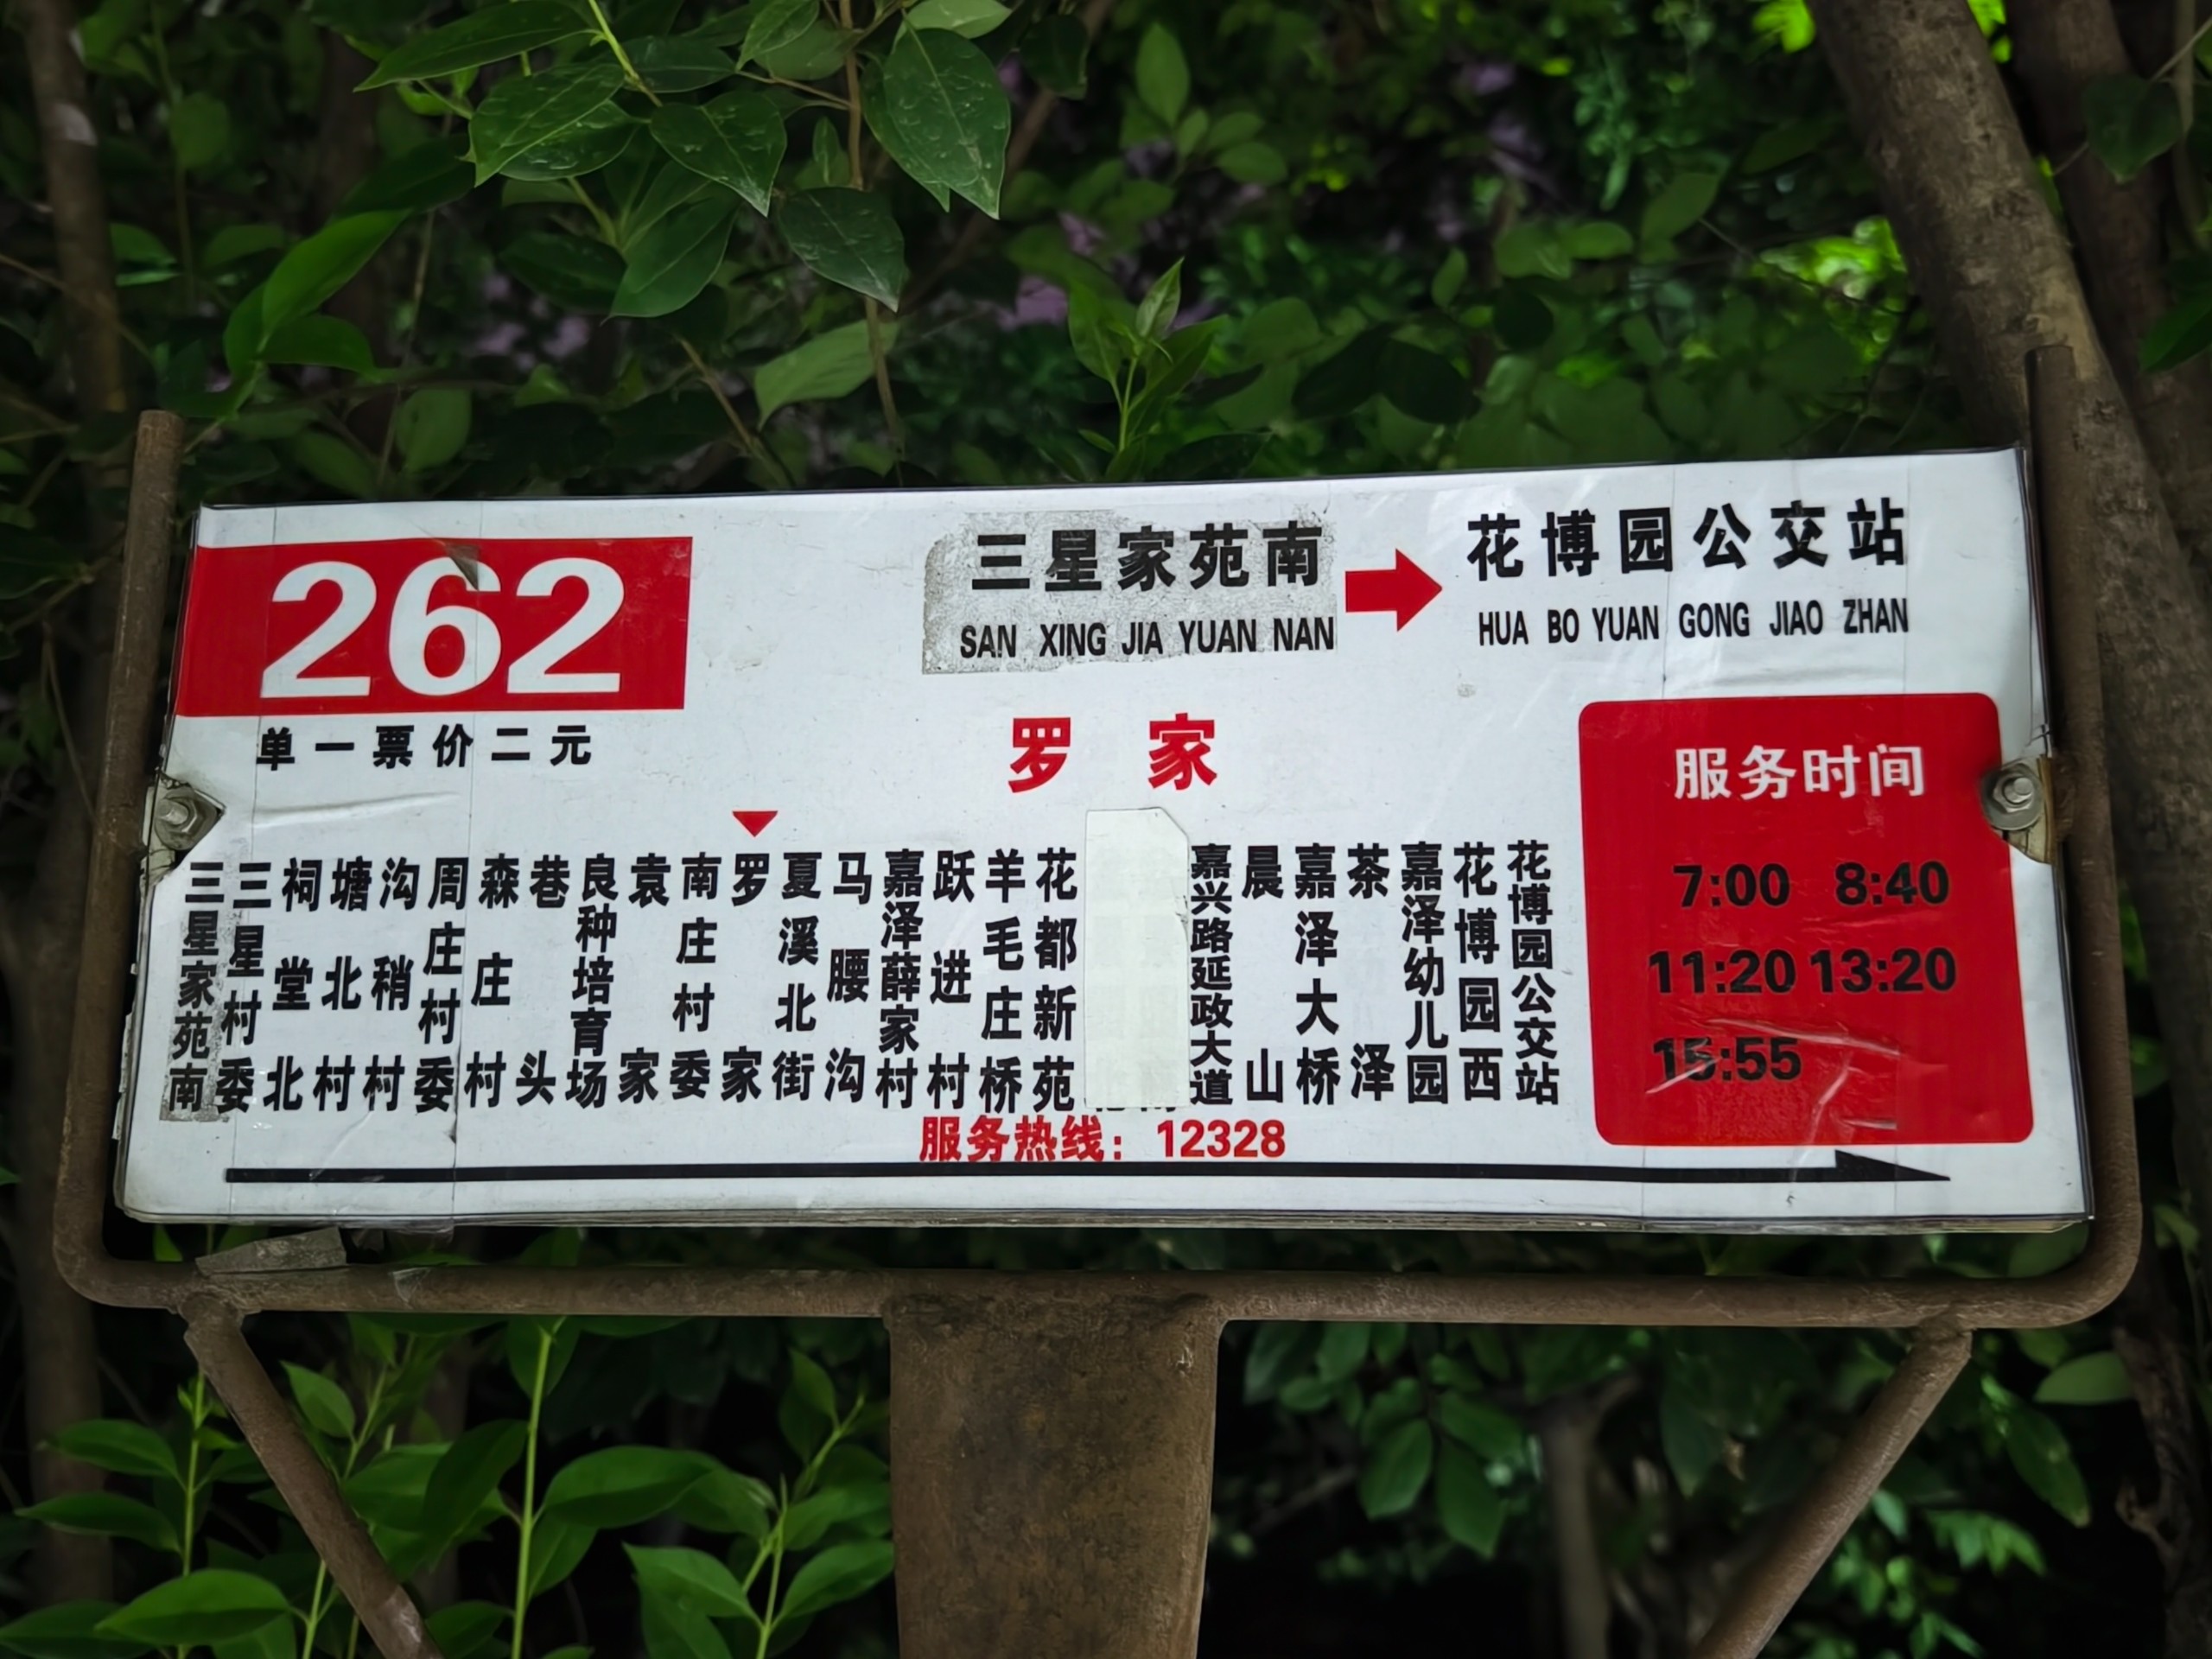 262
单一票价二元
三星家苑南
花博园公交站
SAN XING JIA YUAN NAN
HUA BO YUAN GONG JIAO ZHAN
罗家
三星家苑南
三星村委
祠堂北
塘北村
沟稍村
周庄村委
森庄村
巷头
良种培育场
袁家
南庄村委
罗家
夏溪北街
马腰沟
嘉泽薛家村
跃进村
羊毛庄桥
花都新苑
嘉兴路延政大道
晨山
嘉泽大桥
茶泽
嘉泽幼儿园
花博园西
花博园公交站
服务时间
7:00 8:40
11:20 13:20
15:55
服务热线：12328